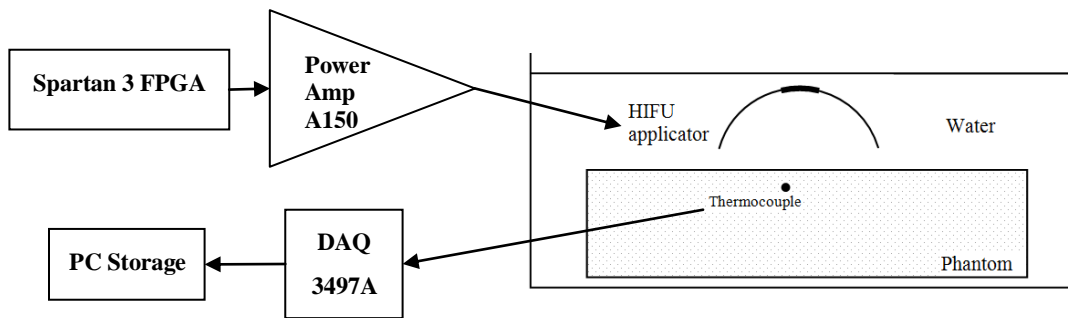 Spartan 3 FPGA
Power
Amp
A150
HIFU
applicator
Water
Thermocouple
Phantom
DAQ
3497A
PC Storage